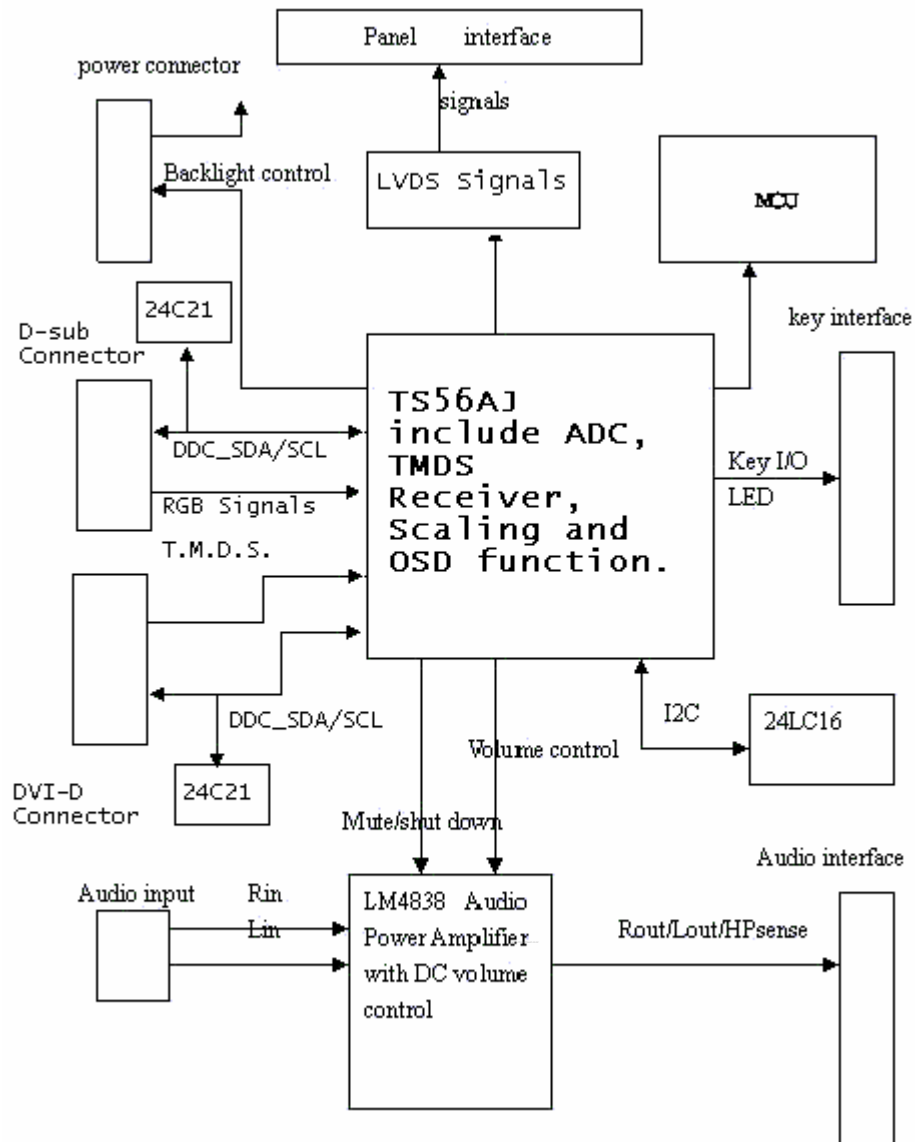 Panel interface
power connector
signals
Backlight control
LVDS Signals
MCU
24C21
key interface
D-sub
Connector
TS56AJ
include ADC,
TMDS
Receiver,
Scaling and
OSD function.
DDC_SDA/SCL
Key I/O
LED
RGB Signals
T.M.D.S.
I2C
24LC16
DDC_SDA/SCL
Volume control
DVI-D
Connector
24C21
Mute/shut down
Audio interface
Audio input
Rin
Lin
LM4838 Audio
Power Amplifier
with DC volume
control
Rout/Lout/HPsense